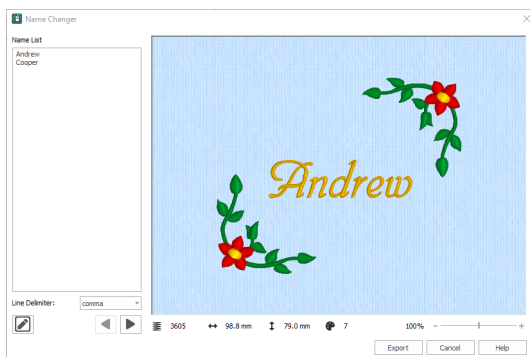 Name Changer
Name List
Andrew
Cooper
Andrew
Line Delimiter:
comma
3605
98.8 mm
79.0 mm
7
100%
Export
Cancel
Help